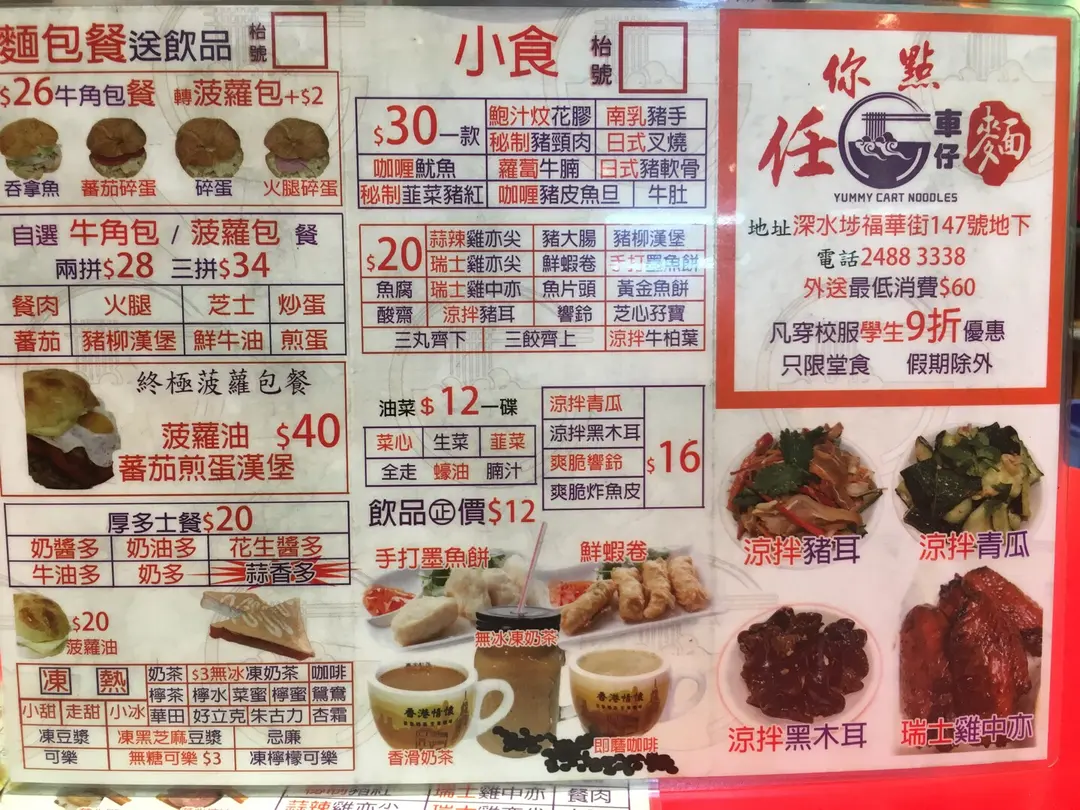 麵包餐送飲品 枱號
$26牛角包餐 轉菠蘿包+$2
吞拿魚 蕃茄碎蛋 碎蛋 火腿碎蛋
自選 牛角包 / 菠蘿包 餐
兩拼$28 三拼$34
餐肉 火腿 芝士 炒蛋
蕃茄 豬柳漢堡 鮮牛油 煎蛋
終極菠蘿包餐
菠蘿油 $40
蕃茄煎蛋漢堡
厚多士餐$20
奶醬多 奶油多 花生醬多
牛油多 奶多 蒜香多
$20
菠蘿油
凍 熱 奶茶 $3無冰凍奶茶 咖啡
檸茶 檸水 菜蜜 檸蜜 鴛鴦
小甜 走甜 小冰 華田 好立克 朱古力 杏霜
凍豆漿 凍黑芝麻豆漿 忌廉
可樂 無糖可樂 $3 凍檸檬可樂
小食 枱號
$30一款 鮑汁炆花膠 南乳豬手
秘制豬頸肉 日式叉燒
咖喱魷魚 蘿蔔牛腩 日式豬軟骨
秘制韮菜豬紅 咖喱豬皮魚旦 牛肚
$20 蒜辣雞亦尖 豬大腸 豬柳漢堡
瑞士雞亦尖 鮮蝦卷 手打墨魚餅
魚腐 瑞士雞中亦 魚片頭 黃金魚餅
酸齋 涼拌豬耳 響鈴 芝心孖寶
三丸齊下 三餃齊上 涼拌牛柏葉
油菜 $12一碟
菜心 生菜 韮菜
全走 蠔油 腩汁
涼拌青瓜
涼拌黑木耳
爽脆響鈴
爽脆炸魚皮
$16
飲品㊣價$12
手打墨魚餅 鮮蝦卷
無冰凍奶茶
香港情懷
香港情懷
香滑奶茶 即磨咖啡
你點
任 車仔麵
YUMMY CART NOODLES
地址深水埗福華街147號地下
電話2488 3338
外送最低消費$60
凡穿校服學生9折優惠
只限堂食 假期除外
涼拌豬耳 涼拌青瓜
涼拌黑木耳 瑞士雞中亦
瑞士雞中亦 餐肉